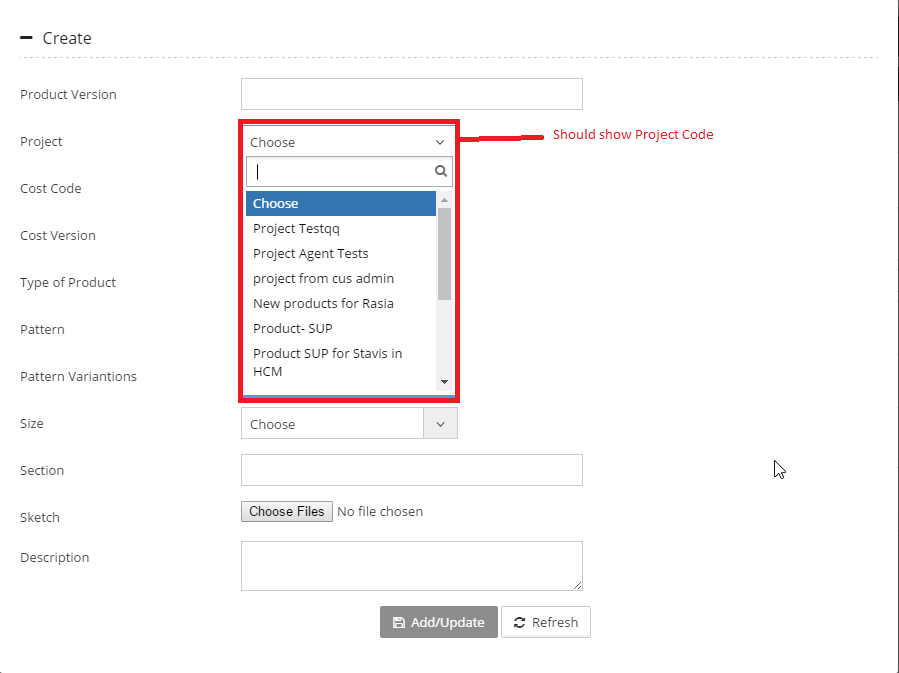 Create
Product Version
Project
Choose
Should show Project Code
Choose
Project Testqq
Project Agent Tests
project from cus admin
New products for Rasia
Product- SUP
Product SUP for Stavis in
HCM
Cost Code
Cost Version
Type of Product
Pattern
Pattern Variantions
Size
Choose
Section
Sketch
Choose Files No file chosen
Description
Add/Update Refresh